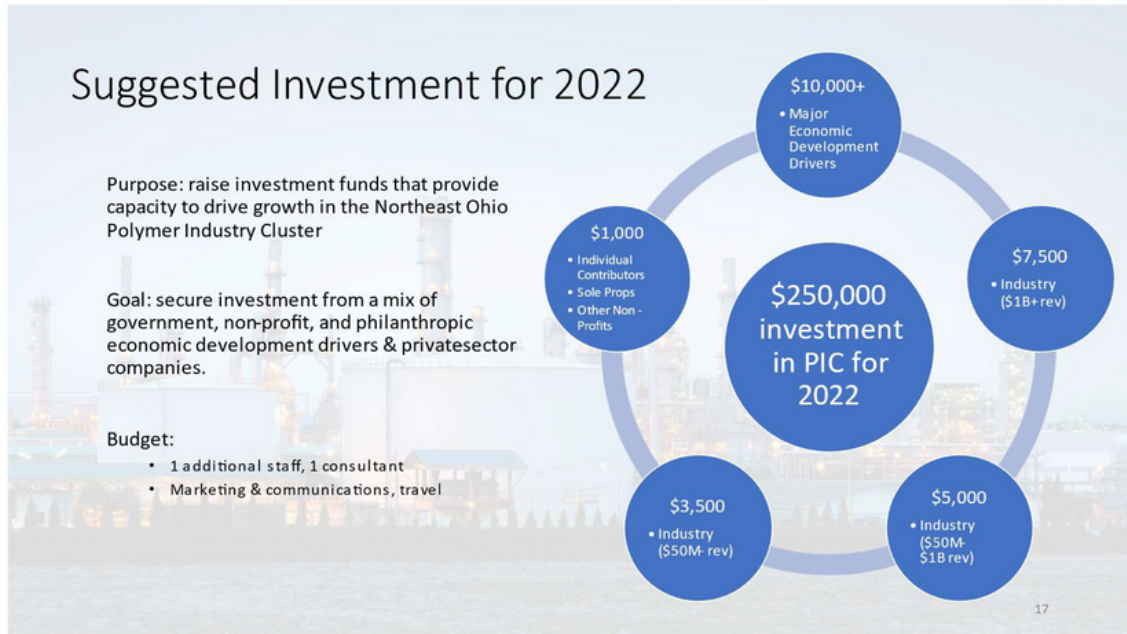 Suggested Investment for 2022
Purpose: raise investment funds that provide
capacity to drive growth in the Northeast Ohio
Polymer Industry Cluster
Goal: secure investment from a mix of
government, non-profit, and philanthropic
economic development drivers & privatesector
companies.
Budget:
• 1 additional staff, 1 consultant
• Marketing & communications, travel
$250,000
investment
in PIC for
2022
$10,000+
• Major
Economic
Development
Drivers
$7,500
• Industry
($1B+ rev)
$5,000
• Industry
($50M-
$1B rev)
$3,500
• Industry
($50M- rev)
$1,000
• Individual
Contributors
• Sole Props
• Other Non -
Profits
17